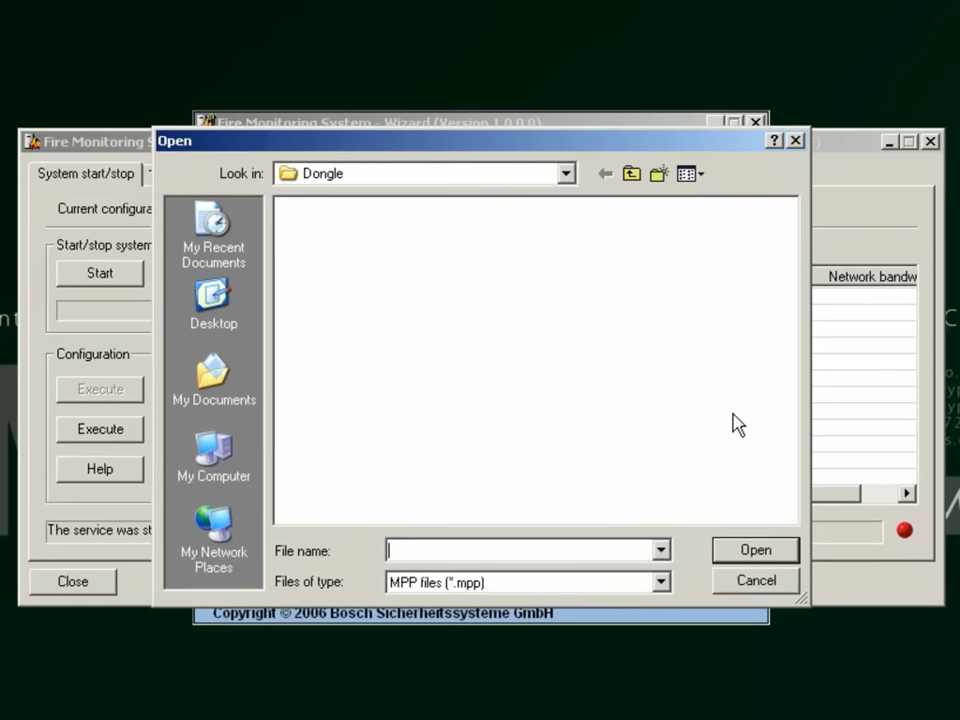 Fire Monitoring System - Wizard (Version 1.0.0.0)
Fire Monitoring S
Open
System start/stop
Look in:
Dongle
Current configura
My Recent
Documents
Start/stop system
Start
Network bandw
Desktop
Configuration
Execute
My Documents
Execute
Help
My Computer
The service was st
My Network
Places
File name:
Open
Files of type:
MPP files (*.mpp)
Cancel
Close
Copyright © 2006 Bosch Sicherheitssysteme GmbH